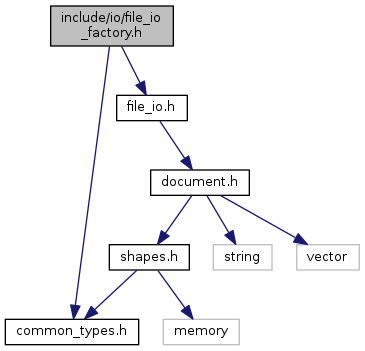 include/io/file_io
_factory.h
file_io.h
document.h
shapes.h
string
vector
common_types.h
memory